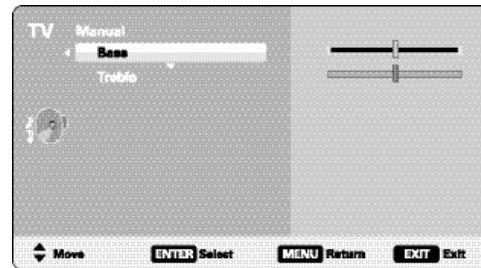 TV Manual
Bass
Treble
Move ENTER Select MENU Return EXIT Exit